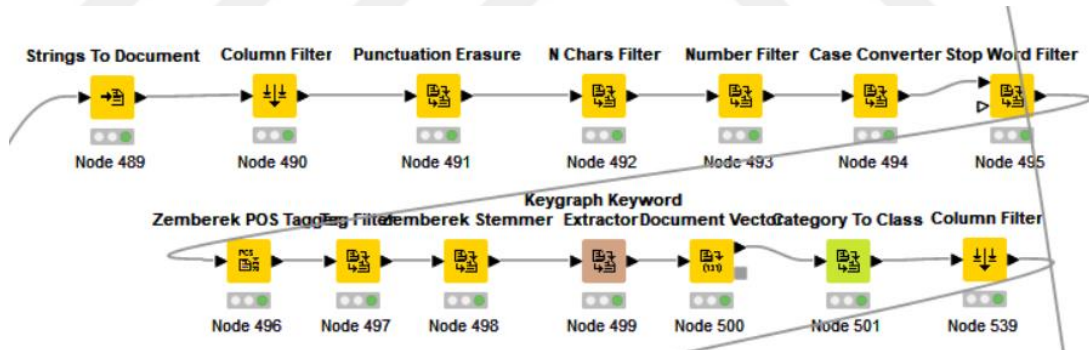 Strings To Document Column Filter Punctuation Erasure N Chars Filter Number Filter Case Converter Stop Word Filter
Node 489 Node 490 Node 491 Node 492 Node 493 Node 494 Node 495
Keygraph Keyword
Zemberek POS Tagger Tag Filter Zemberek Stemmer Extractor Document Vector Category To Class Column Filter
POS
Node 496 Node 497 Node 498 Node 499 Node 500 Node 501 Node 539